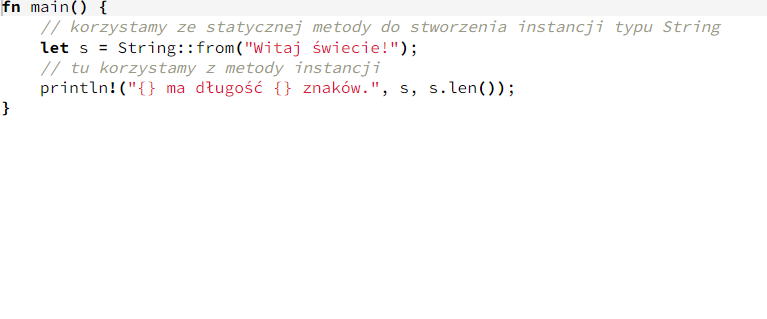 fn main() {
    // korzystamy ze statycznej metody do stworzenia instancji typu String
    let s = String::from("Witaj świecie!");
    // tu korzystamy z metody instancji
    println!("{} ma długość {} znaków.", s, s.len());
}